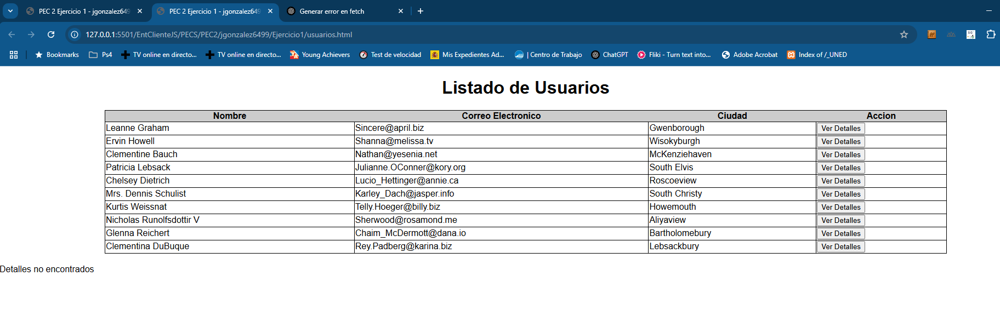 PEC 2 Ejercicio 1 - jgonzalez649 PEC 2 Ejercicio 1 - jgonzalez649 Generar error en fetch
127.0.0.1:5501/EntClienteJS/PECS/PEC2/jgonzalez6499/Ejercicio1/usuarios.html
Bookmarks Ps4 TV online en directo... TV online en directo... Young Achievers Test de velocidad Mis Expedientes Ad... | Centro de Trabajo ChatGPT Fliki - Turn text into... Adobe Acrobat Index of /_UNED
Listado de Usuarios
Nombre Correo Electronico Ciudad Accion
Leanne Graham Sincere@april.biz Gwenborough Ver Detalles
Ervin Howell Shanna@melissa.tv Wisokyburgh Ver Detalles
Clementine Bauch Nathan@yesenia.net McKenziehaven Ver Detalles
Patricia Lebsack Julianne.OConner@kory.org South Elvis Ver Detalles
Chelsey Dietrich Lucio_Hettinger@annie.ca Roscoeview Ver Detalles
Mrs. Dennis Schulist Karley_Dach@jasper.info South Christy Ver Detalles
Kurtis Weissnat Telly.Hoeger@billy.biz Howemouth Ver Detalles
Nicholas Runolfsdottir V Sherwood@rosamond.me Aliyaview Ver Detalles
Glenna Reichert Chaim_McDermott@dana.io Bartholomebury Ver Detalles
Clementina DuBuque Rey.Padberg@karina.biz Lebsackbury Ver Detalles
Detalles no encontrados